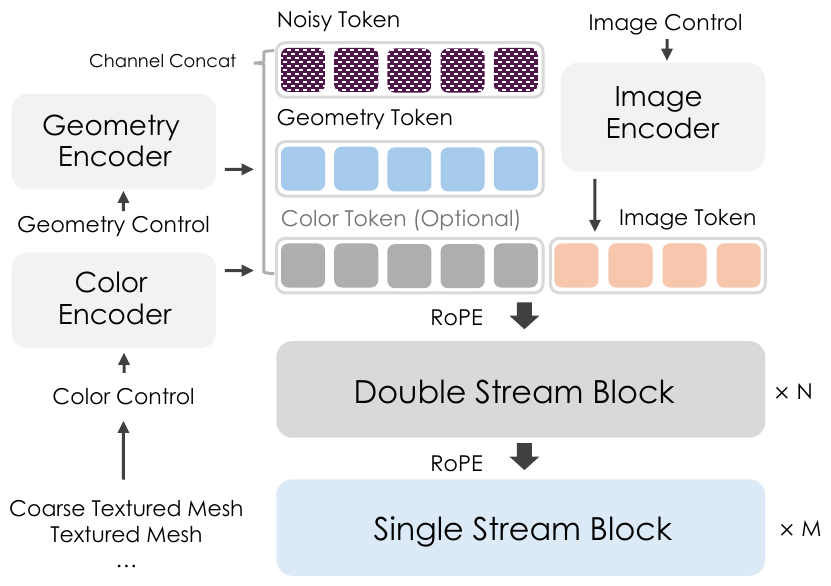 Noisy Token
Image Control
Channel Concat
Image
Encoder
Geometry
Encoder
Geometry Token
Geometry Control
Color Token (Optional)
Image Token
Color
Encoder
RoPE
Double Stream Block
× N
Color Control
RoPE
Coarse Textured Mesh
Textured Mesh
...
Single Stream Block
× M